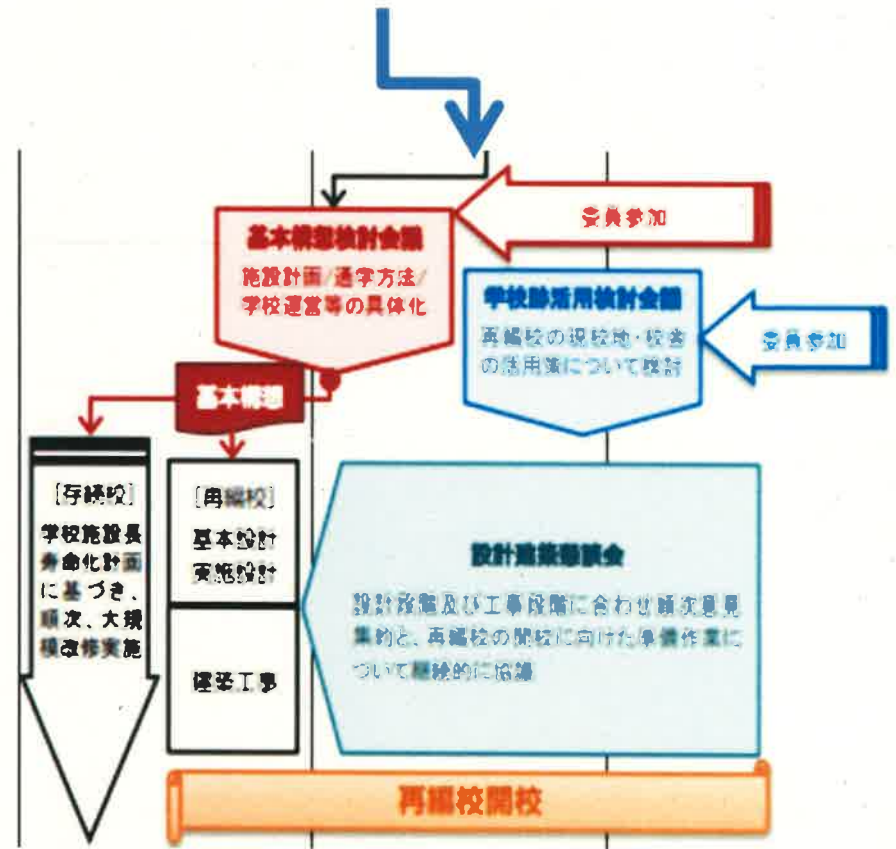 委員参加
基本構想検討会議
施設計画/通学方法/
学校運営等の具体化
学校跡活用検討会議
再編校の現校地・校舎
の活用策について検討
委員参加
基本構想
[存続校]
学校施設長
寿命化計画
に基づき、
順次、大規
模改修実施
[再編校]
基本設計
実施設計
建築工事
設計建築懇談会
設計段階及び工事段階に合わせ順次意見
集約と、再編校の開校に向けた準備作業に
ついて継続的に協議
再編校開校